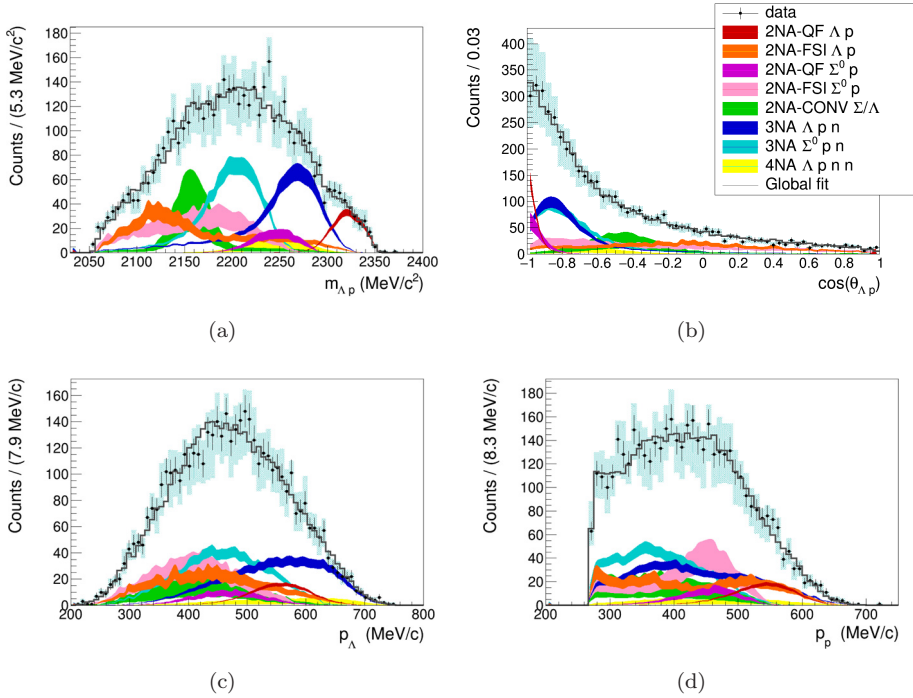 Counts / (5.3 MeV/c²)
180
160
140
120
100
80
60
40
20
0
2050 2100 2150 2200 2250 2300 2350 2400
m_Λ p (MeV/c²)
(a)
Counts / 0.03
400
350
300
250
200
150
100
50
0
−1 −0.8 −0.6 −0.4 −0.2 0 0.2 0.4 0.6 0.8 1
cos(θ_Λ p)
data
2NA-QF Λ p
2NA-FSI Λ p
2NA-QF Σ⁰ p
2NA-FSI Σ⁰ p
2NA-CONV Σ/Λ
3NA Λ p n
3NA Σ⁰ p n
4NA Λ p n n
Global fit
(b)
Counts / (7.9 MeV/c)
160
140
120
100
80
60
40
20
0
200 300 400 500 600 700 800
p_Λ (MeV/c)
(c)
Counts / (8.3 MeV/c)
180
160
140
120
100
80
60
40
20
0
200 300 400 500 600 700
p_p (MeV/c)
(d)